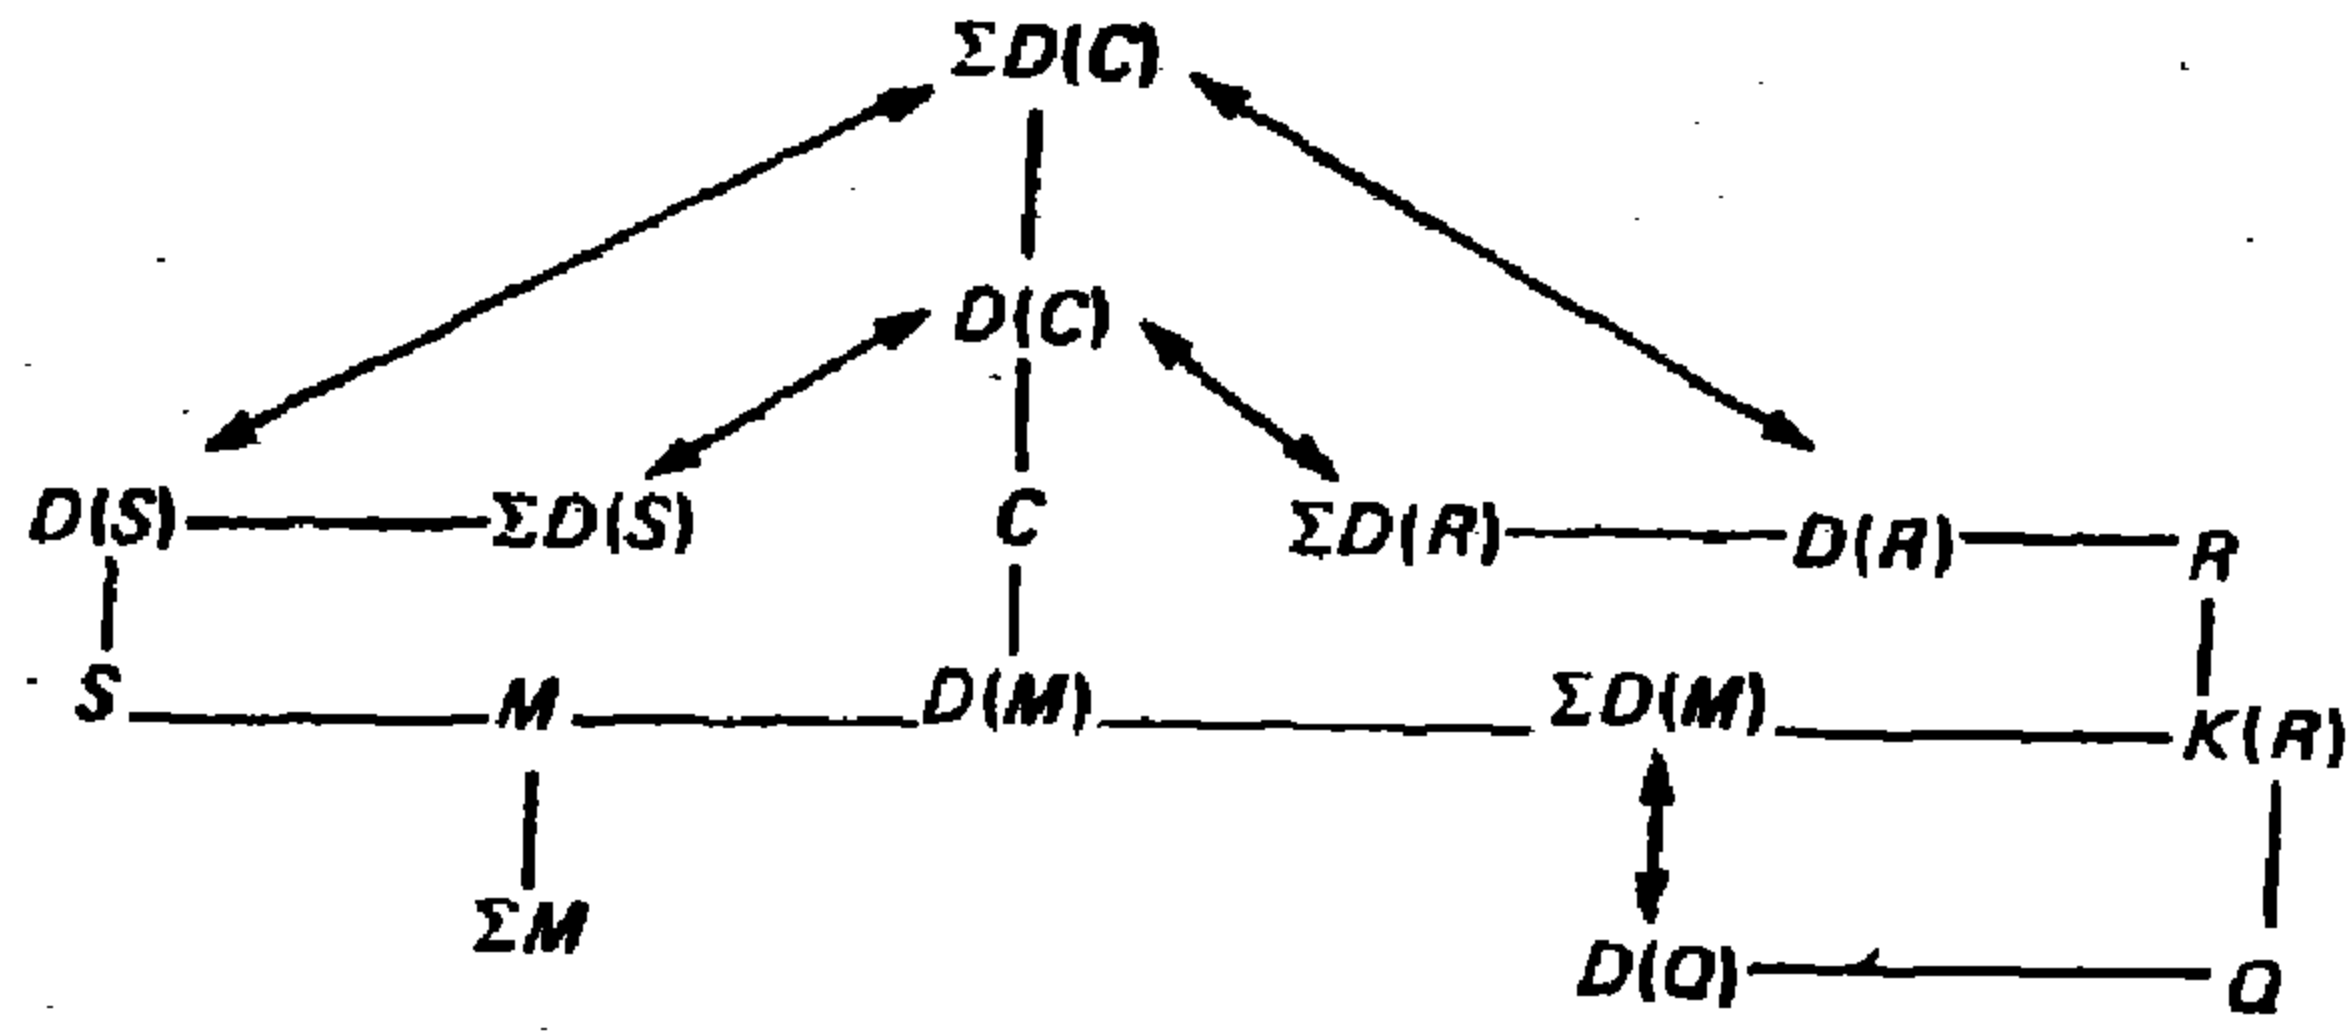 ΣD(C)
D(C)
D(S) ΣD(S) C ΣD(R) D(R) R
S M D(M) ΣD(M) K(R)
ΣM
D(Q) Q